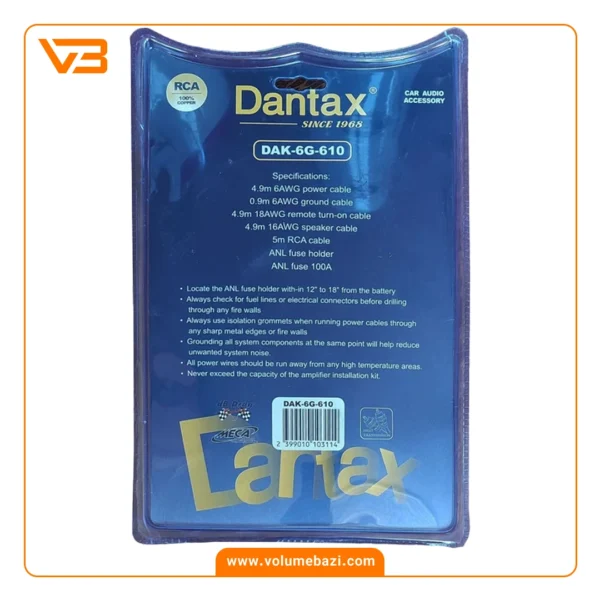 VB
RCA
100%
COPPER
Dantax®
SINCE 1968
CAR AUDIO
ACCESSORY
DAK-6G-610
Specifications:
4.9m 6AWG power cable
0.9m 6AWG ground cable
4.9m 18AWG remote turn-on cable
4.9m 16AWG speaker cable
5m RCA cable
ANL fuse holder
ANL fuse 100A
• Locate the ANL fuse holder with-in 12" to 18" from the battery
• Always check for fuel lines or electrical connectors before drilling
through any fire walls
• Always use isolation grommets when running power cables through
any sharp metal edges or fire walls
• Grounding all system components at the same point will help reduce
unwanted system noise.
• All power wires should be run away from any high temperature areas.
• Never exceed the capacity of the amplifier installation kit.
DAK-6G-610
2 399010 103114
MECA
Dantax
www.volumebazi.com